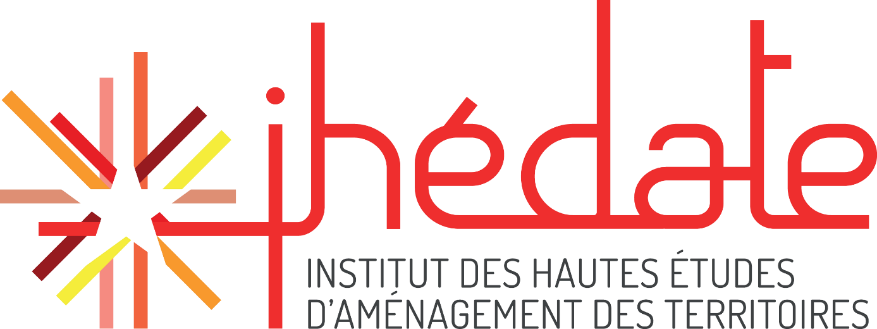 ihédate
INSTITUT DES HAUTES ÉTUDES
D'AMÉNAGEMENT DES TERRITOIRES